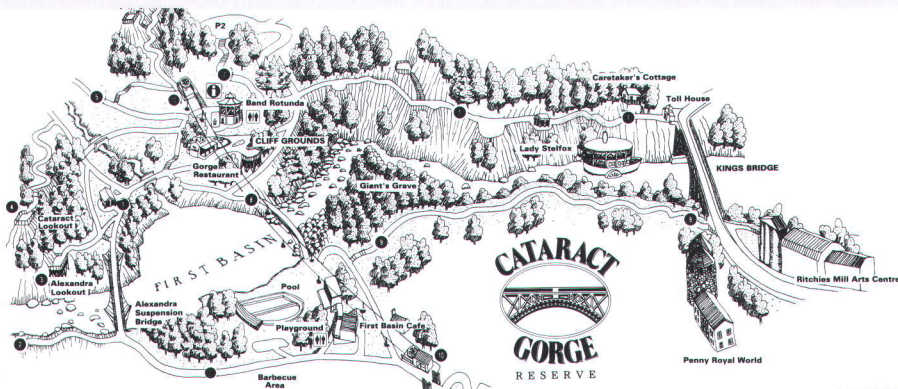 P2
Band Rotunda
CLIFF GROUNDS
Gorge
Restaurant
Caretaker's Cottage
Toll House
Lady Stelfox
KINGS BRIDGE
Giant's Grave
Cataract
Lookout
Alexandra
Lookout
FIRST BASIN
Alexandra
Suspension
Bridge
Pool
Playground
First Basin Cafe
Barbecue
Area
CATARACT
GORGE
RESERVE
Ritchies Mill Arts Centre
Penny Royal World